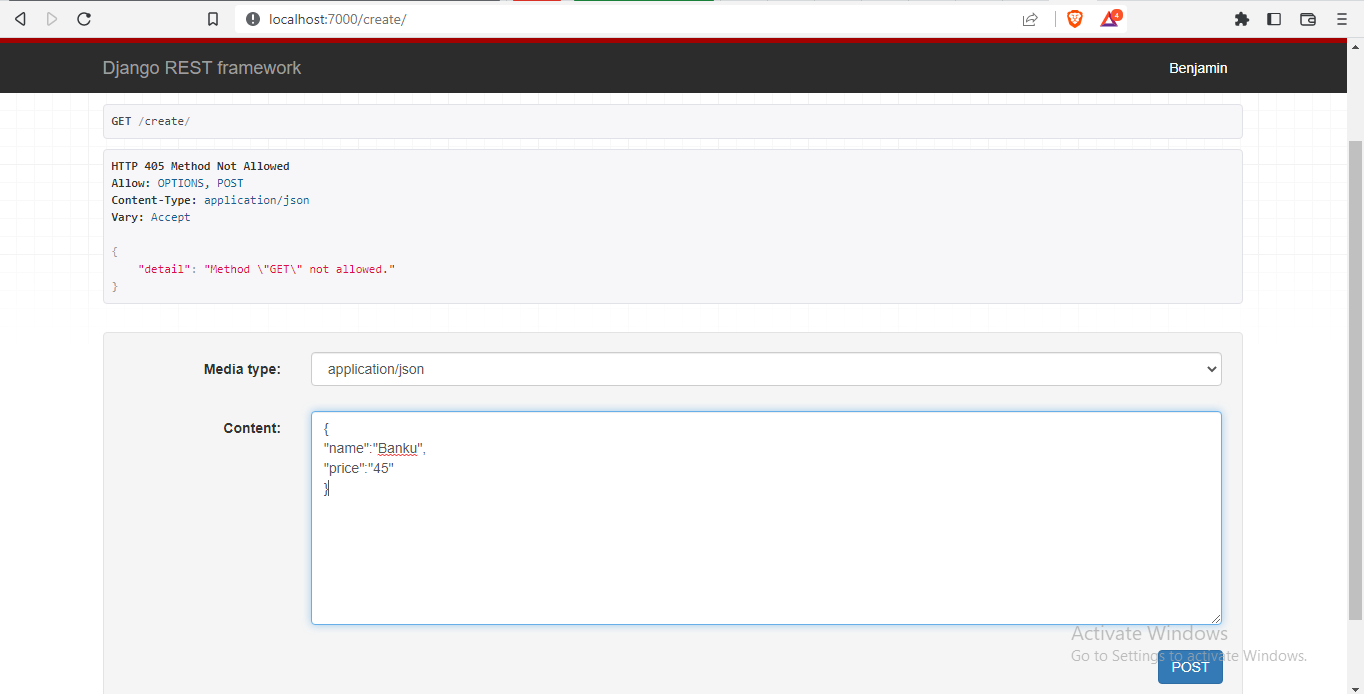 localhost:7000/create/
4
Django REST framework
Benjamin
GET /create/
HTTP 405 Method Not Allowed
Allow: OPTIONS, POST
Content-Type: application/json
Vary: Accept
{
"detail": "Method \"GET\" not allowed."
}
Media type:
application/json
Content:
{
"name":"Banku",
"price":"45"
}
Activate Windows
Go to Settings to activate Windows.
POST